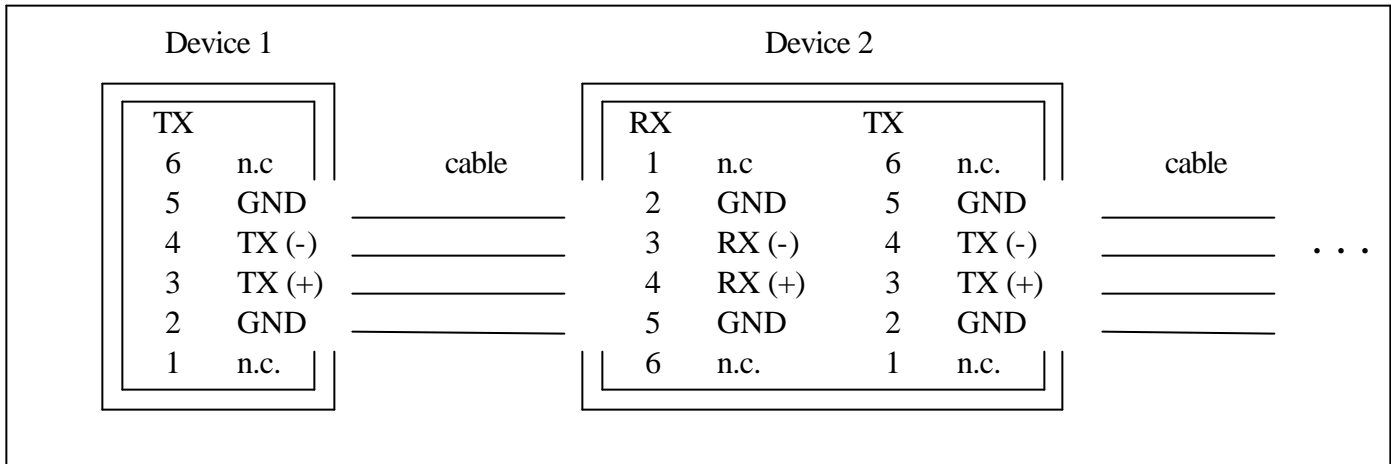 Device 1 Device 2
TX RX TX
6 n.c cable 1 n.c 6 n.c. cable
5 GND 2 GND 5 GND
4 TX (-) 3 RX (-) 4 TX (-) . . .
3 TX (+) 4 RX (+) 3 TX (+)
2 GND 5 GND 2 GND
1 n.c. 6 n.c. 1 n.c.